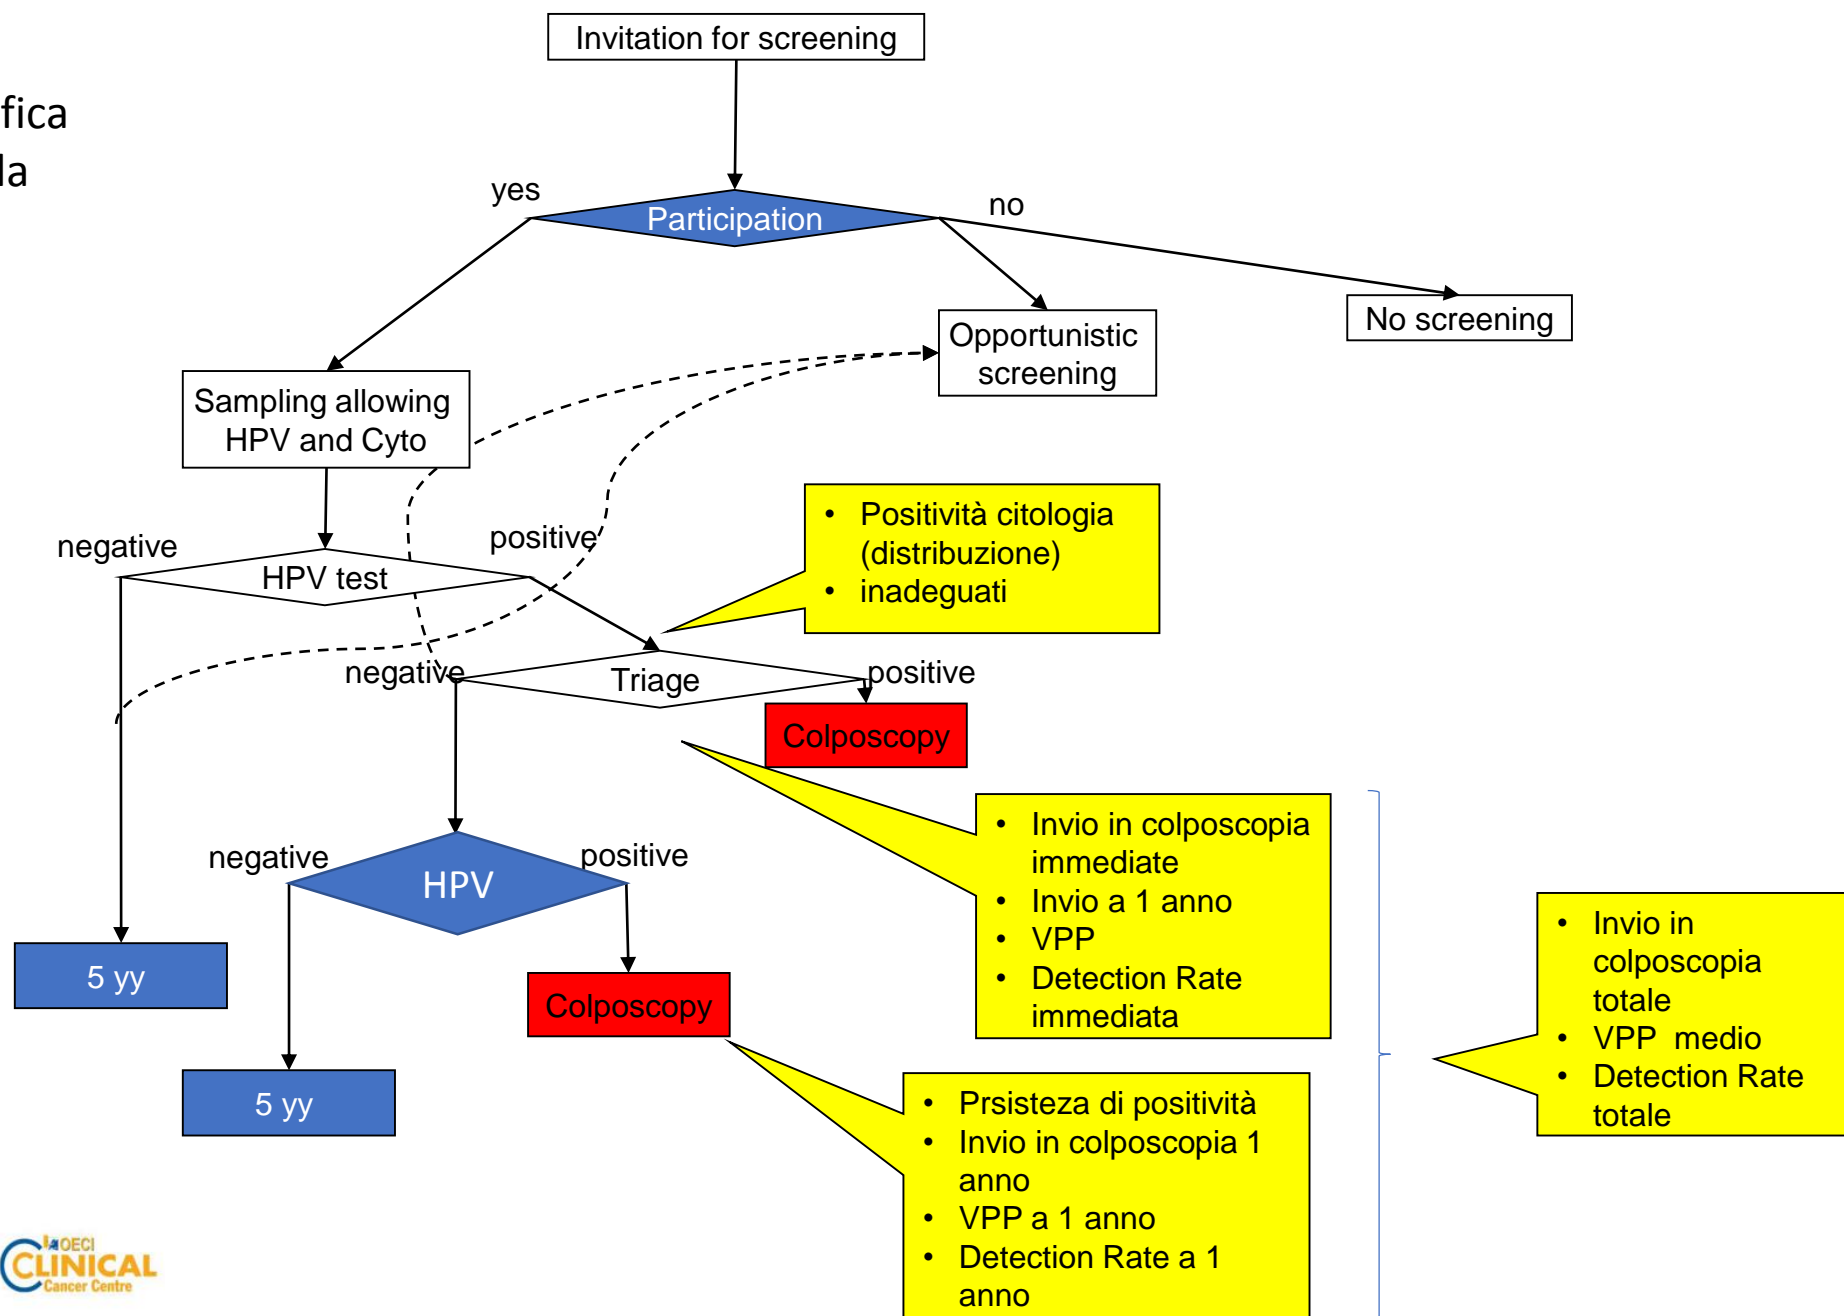 Invitation for screening
fica
la
yes
Participation
no
No screening
Opportunistic
screening
Sampling allowing
HPV and Cyto
negative
HPV test
positive
• Positività citologia
(distribuzione)
• inadeguati
negative
Triage
positive
Colposcopy
negative
HPV
positive
• Invio in colposcopia
immediate
• Invio a 1 anno
• VPP
• Detection Rate
immediata
• Invio in
colposcopia
totale
• VPP medio
• Detection Rate
totale
5 yy
Colposcopy
5 yy
• Prsisteza di positività
• Invio in colposcopia 1
anno
• VPP a 1 anno
• Detection Rate a 1
anno
OECI
CLINICAL
Cancer Centre